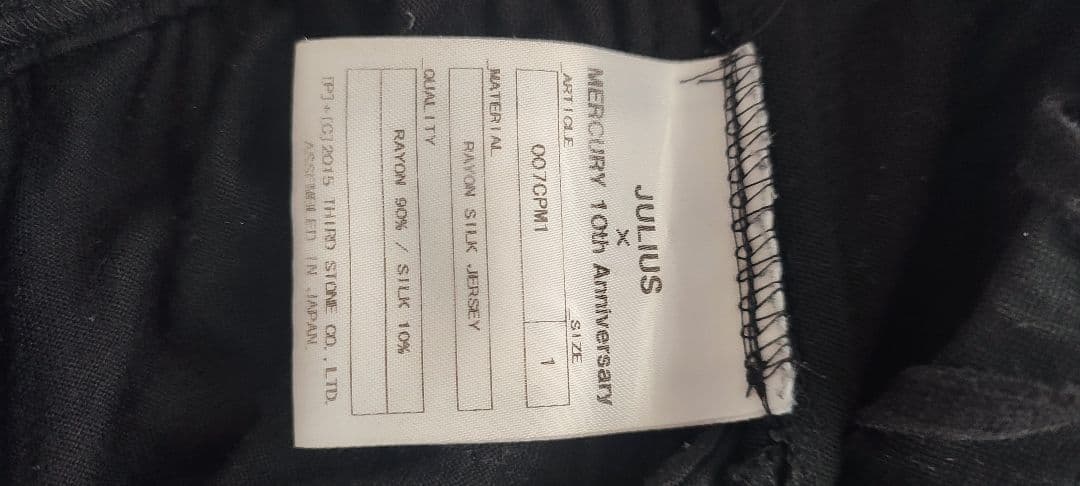 JULIUS
×
MERCURY 10th Anniversary
ARTICLE SIZE
007CPM1 1
MATERIAL
RAYON SILK JERSEY
QUALITY
RAYON 90% / SILK 10%
[P]+[C] 2015 THIRD STONE CO., LTD.
ASSEMBLED IN JAPAN